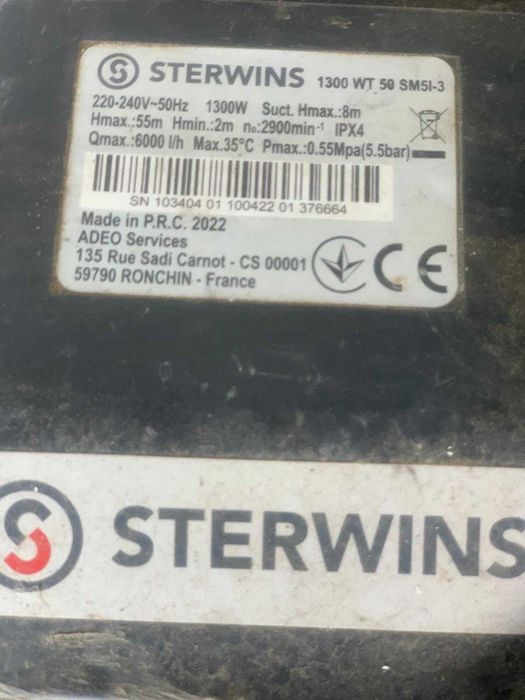 STERWINS 1300 WT 50 SM5I-3
220-240V~50Hz 1300W Suct. Hmax.:8m
Hmax.:55m Hmin.:2m n₀:2900min⁻¹ IPX4
Qmax.:6000 l/h Max.35°C Pmax.:0.55Mpa(5.5bar)
SN 103404 01 100422 01 376664
Made in P.R.C. 2022
ADEO Services
135 Rue Sadi Carnot - CS 00001
59790 RONCHIN - France
CE
STERWINS